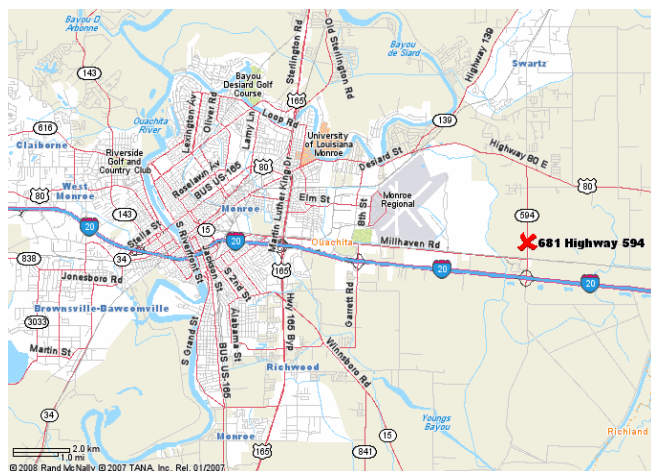 Bayou D
Arbonne
143
Sterlington Rd
Old Sterlington Rd
Bayou
de Siard
Highway 139
Swartz
Bayou
Desiard Golf
Course
165
Ouachita
River
Lexington Av
Oliver Rd
Lamy Ln
Loop Rd
616
Claiborne
University
of Louisiana
Monroe
139
Desiard St
Highway 80 E
Riverside
Golf and
Country Club
Roselawn Av
BUS US-165
80
80
80
West
Monroe
143
Monroe
Elm St
8th St
Monroe
Regional
594
20
Stella St
S Riverfront St
15
20
Martin Luther King Dr
Ouachita
Millhaven Rd
681 Highway 594
838
34
Jackson St
S 2nd St
165
20
20
Jonesboro Rd
Brownsville-Bawcomville
Alabama St
Hwy 165 Byp
Garrett Rd
3033
Martin St
S Grand St
BUS US-165
Winnsboro Rd
Richwood
Youngs
Bayou
34
Monroe
165
15
841
Richland
2.0 km
1.0 mi
© 2008 Rand McNally © 2007 TANA, Inc. Rel. 01/2007